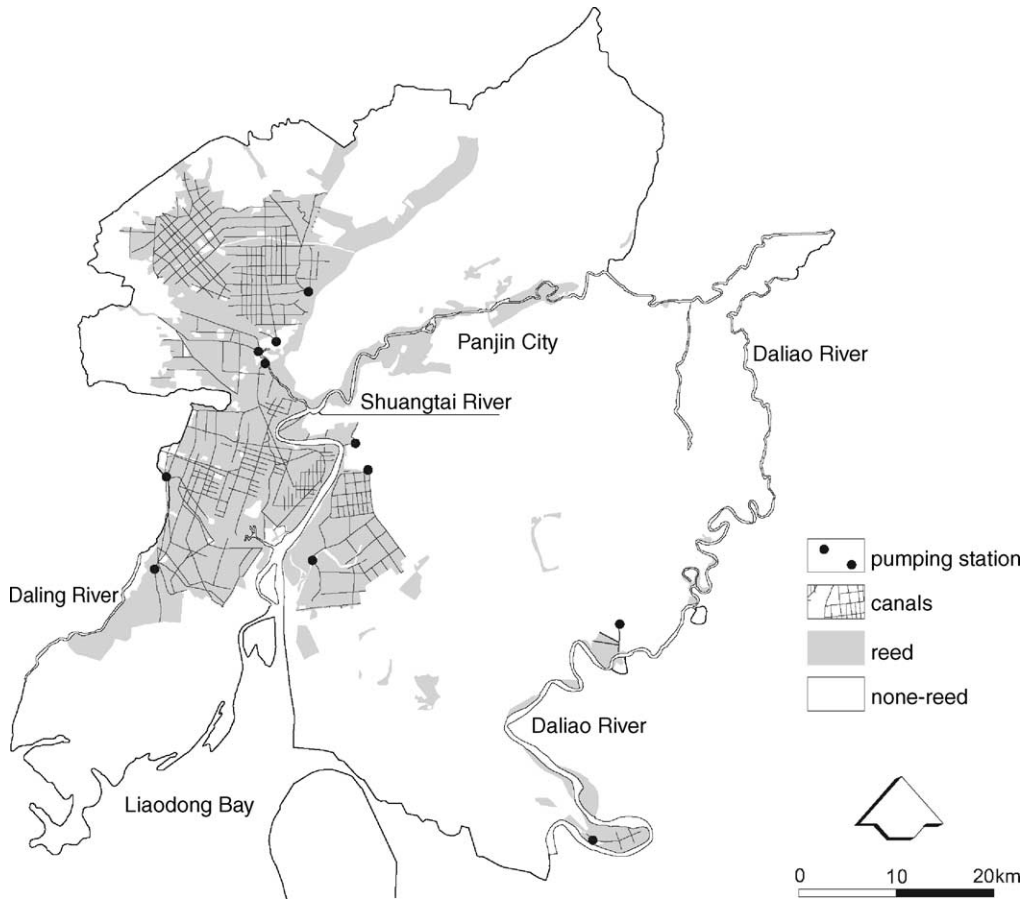 Panjin City
Daliao River
Shuangtai River
pumping station
Daling River
canals
reed
none-reed
Daliao River
Liaodong Bay
0 10 20km